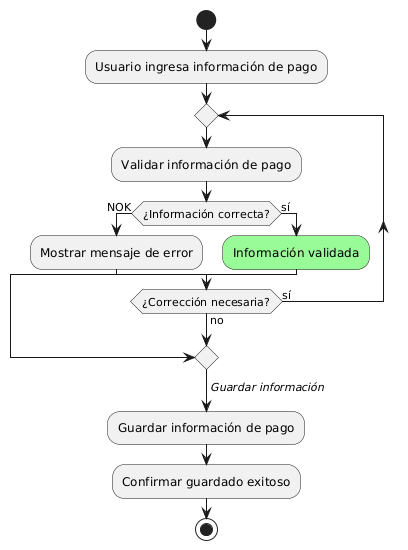 Usuario ingresa información de pago
Validar información de pago
NOK
¿Información correcta?
sí
Mostrar mensaje de error
Información validada
¿Corrección necesaria?
sí
no
Guardar información
Guardar información de pago
Confirmar guardado exitoso